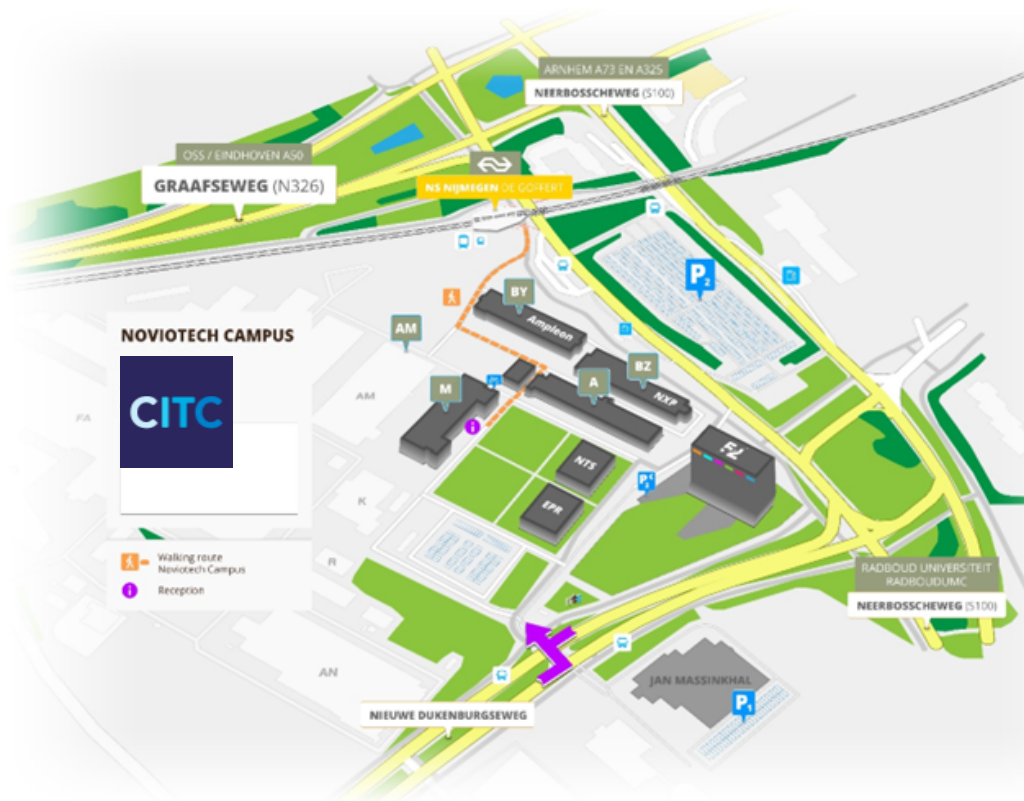 ARNHEM A73 EN A325
NEERBOSSCHEWEG (S100)
OSS / EINDHOVEN A50
GRAAFSEWEG (N326)
NS NIJMEGEN DE GOFFERT
P2
BY
Ampleon
AM
BZ
NXP
A
M
NOVIOTECH CAMPUS
CITC
AM
FA
F2
NTS
K
EPR
Walking route
Noviotech Campus
i Reception
R
RADBOUD UNIVERSITEIT
RADBOUDUMC
NEERBOSSCHEWEG (S100)
AN
JAN MASSINKHAL
P1
NIEUWE DUKENBURGSEWEG